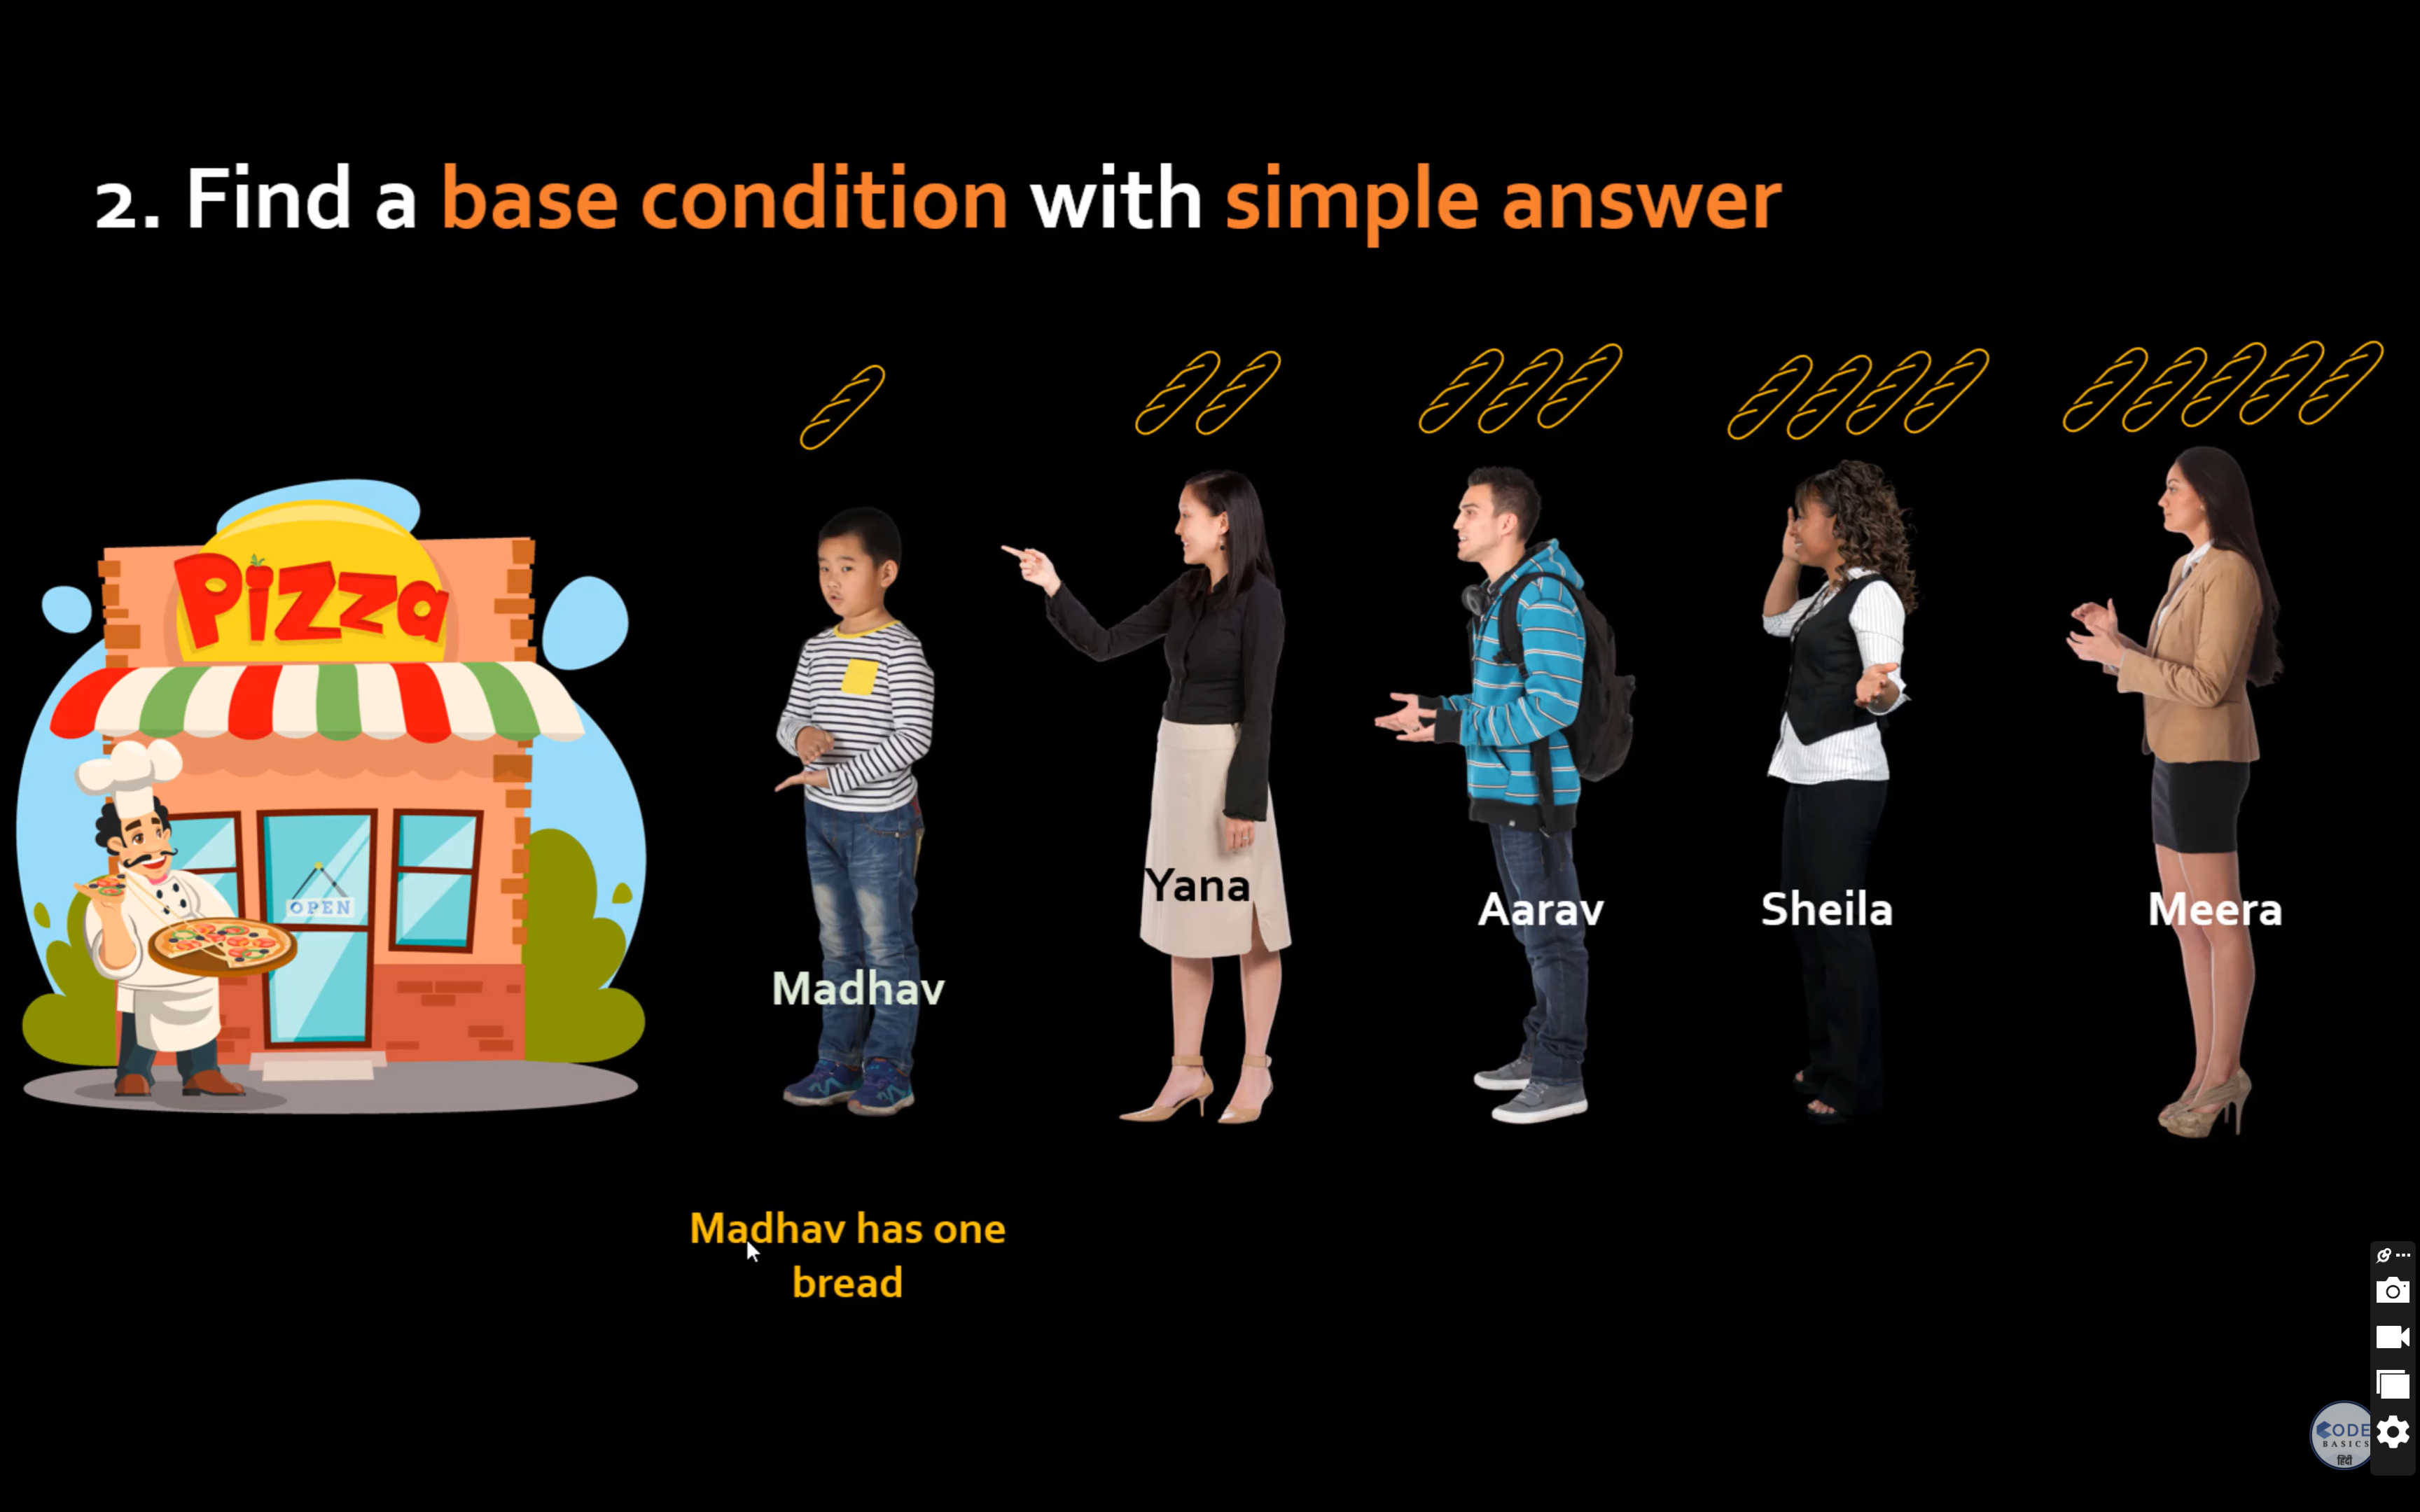 2. Find a base condition with simple answer
Pizza
OPEN
Madhav
Yana
Aarav
Sheila
Meera
Madhav has one
bread
CODE
BASICS
हिंदी